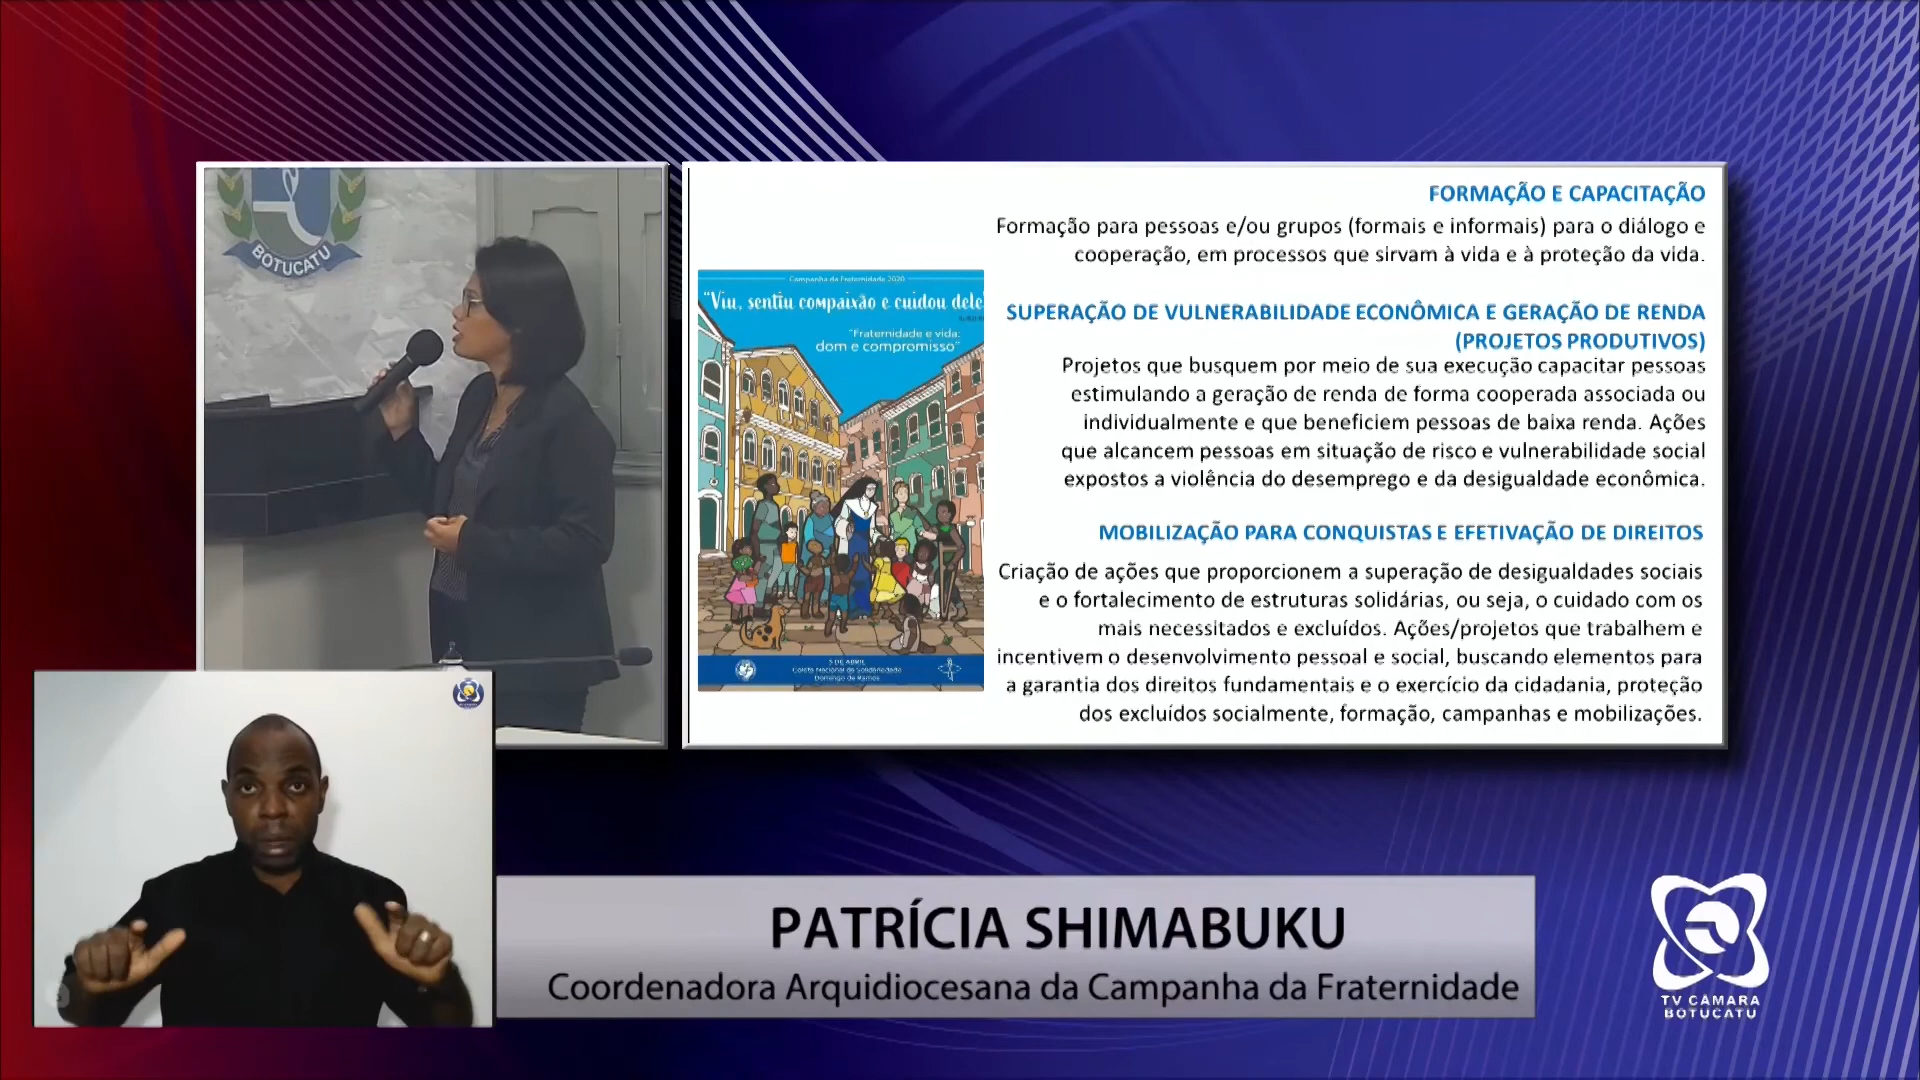 BOTUCATU
Campanha da Fraternidade 2020
"Viu, sentiu compaixão e cuidou dele"
"Fraternidade e vida:
dom e compromisso"
5 DE ABRIL
Coleta Nacional da Solidariedade
Domingo de Ramos
FORMAÇÃO E CAPACITAÇÃO
Formação para pessoas e/ou grupos (formais e informais) para o diálogo e
cooperação, em processos que sirvam à vida e à proteção da vida.
SUPERAÇÃO DE VULNERABILIDADE ECONÔMICA E GERAÇÃO DE RENDA
(PROJETOS PRODUTIVOS)
Projetos que busquem por meio de sua execução capacitar pessoas
estimulando a geração de renda de forma cooperada associada ou
individualmente e que beneficiem pessoas de baixa renda. Ações
que alcancem pessoas em situação de risco e vulnerabilidade social
expostos a violência do desemprego e da desigualdade econômica.
MOBILIZAÇÃO PARA CONQUISTAS E EFETIVAÇÃO DE DIREITOS
Criação de ações que proporcionem a superação de desigualdades sociais
e o fortalecimento de estruturas solidárias, ou seja, o cuidado com os
mais necessitados e excluídos. Ações/projetos que trabalhem e
incentivem o desenvolvimento pessoal e social, buscando elementos para
a garantia dos direitos fundamentais e o exercício da cidadania, proteção
dos excluídos socialmente, formação, campanhas e mobilizações.
PATRÍCIA SHIMABUKU
Coordenadora Arquidiocesana da Campanha da Fraternidade
TV CAMARA
BOTUCATU